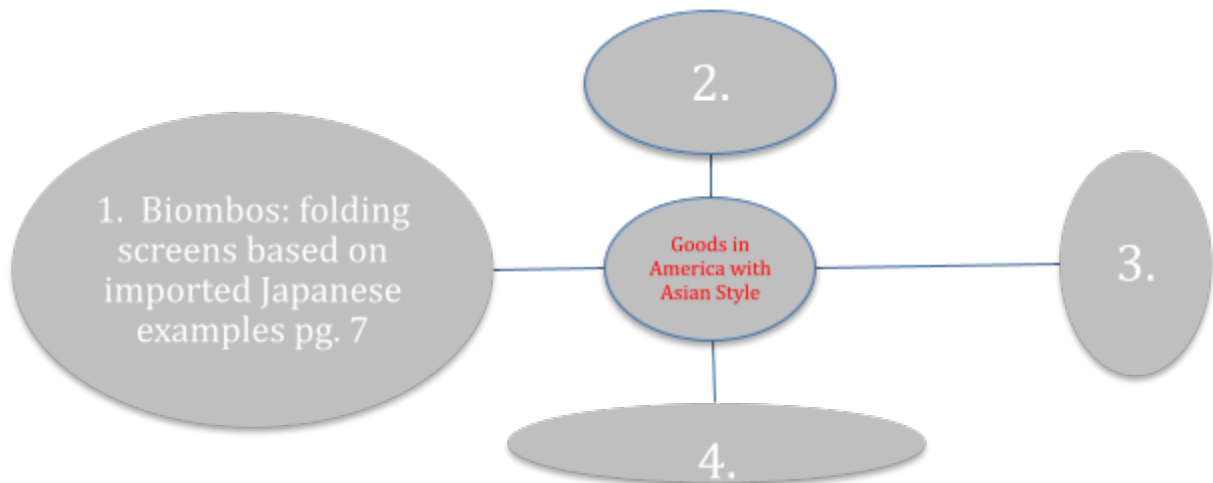 2.
1. Biombos: folding
screens based on
imported Japanese
examples pg. 7
Goods in
America with
Asian Style
3.
4.